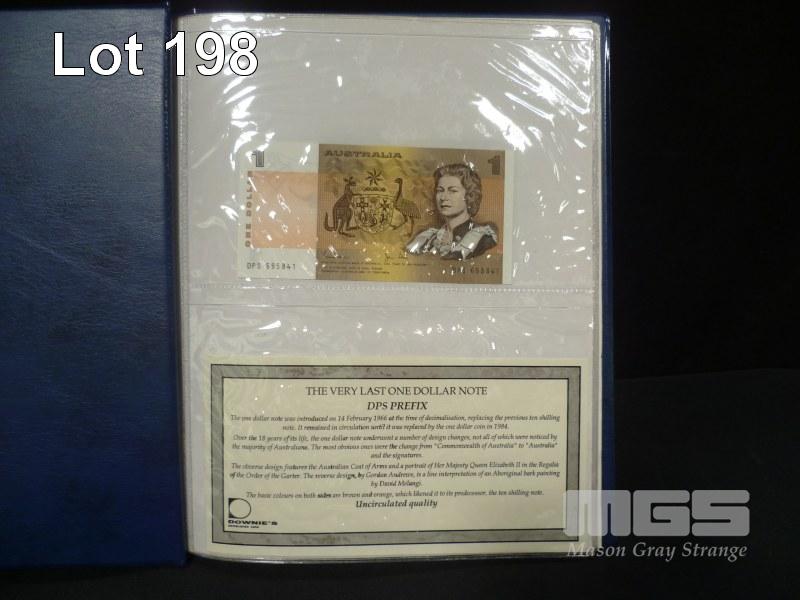 Lot 198
1
AUSTRALIA
1
ONE DOLLAR
DPS 695841
DPS 695841
THE VERY LAST ONE DOLLAR NOTE
DPS PREFIX
The one dollar note was introduced on 14 February 1966 at the time of decimalisation, replacing the previous ten shilling
note. It remained in circulation until it was replaced by the one dollar coin in 1984.
Over the 18 years of its life, the one dollar note underwent a number of design changes, not all of which were noticed by
the majority of Australians. The most obvious ones were the change from "Commonwealth of Australia" to "Australia"
and the signatures.
The obverse design features the Australian Coat of Arms and a portrait of Her Majesty Queen Elizabeth II in the Regalia
of the Order of the Garter. The reverse design, by Gordon Andrews, is a line interpretation of an Aboriginal bark painting
by David Malangi.
The basic colours on both sides are brown and orange, which likened it to its predecessor, the ten shilling note.
Uncirculated quality
DOWNIE'S
MGS
Mason Gray Strange